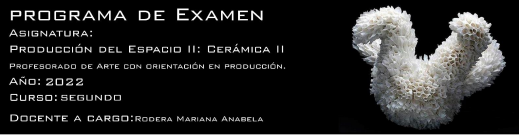 PROGRAMA DE EXAMEN
ASIGNATURA:
PRODUCCIÓN DEL ESPACIO II: CERÁMICA II
PROFESORADO DE ARTE CON ORIENTACIÓN EN PRODUCCIÓN.
AÑO: 2022
CURSO: SEGUNDO
DOCENTE A CARGO: RODERA MARIANA ANABELA